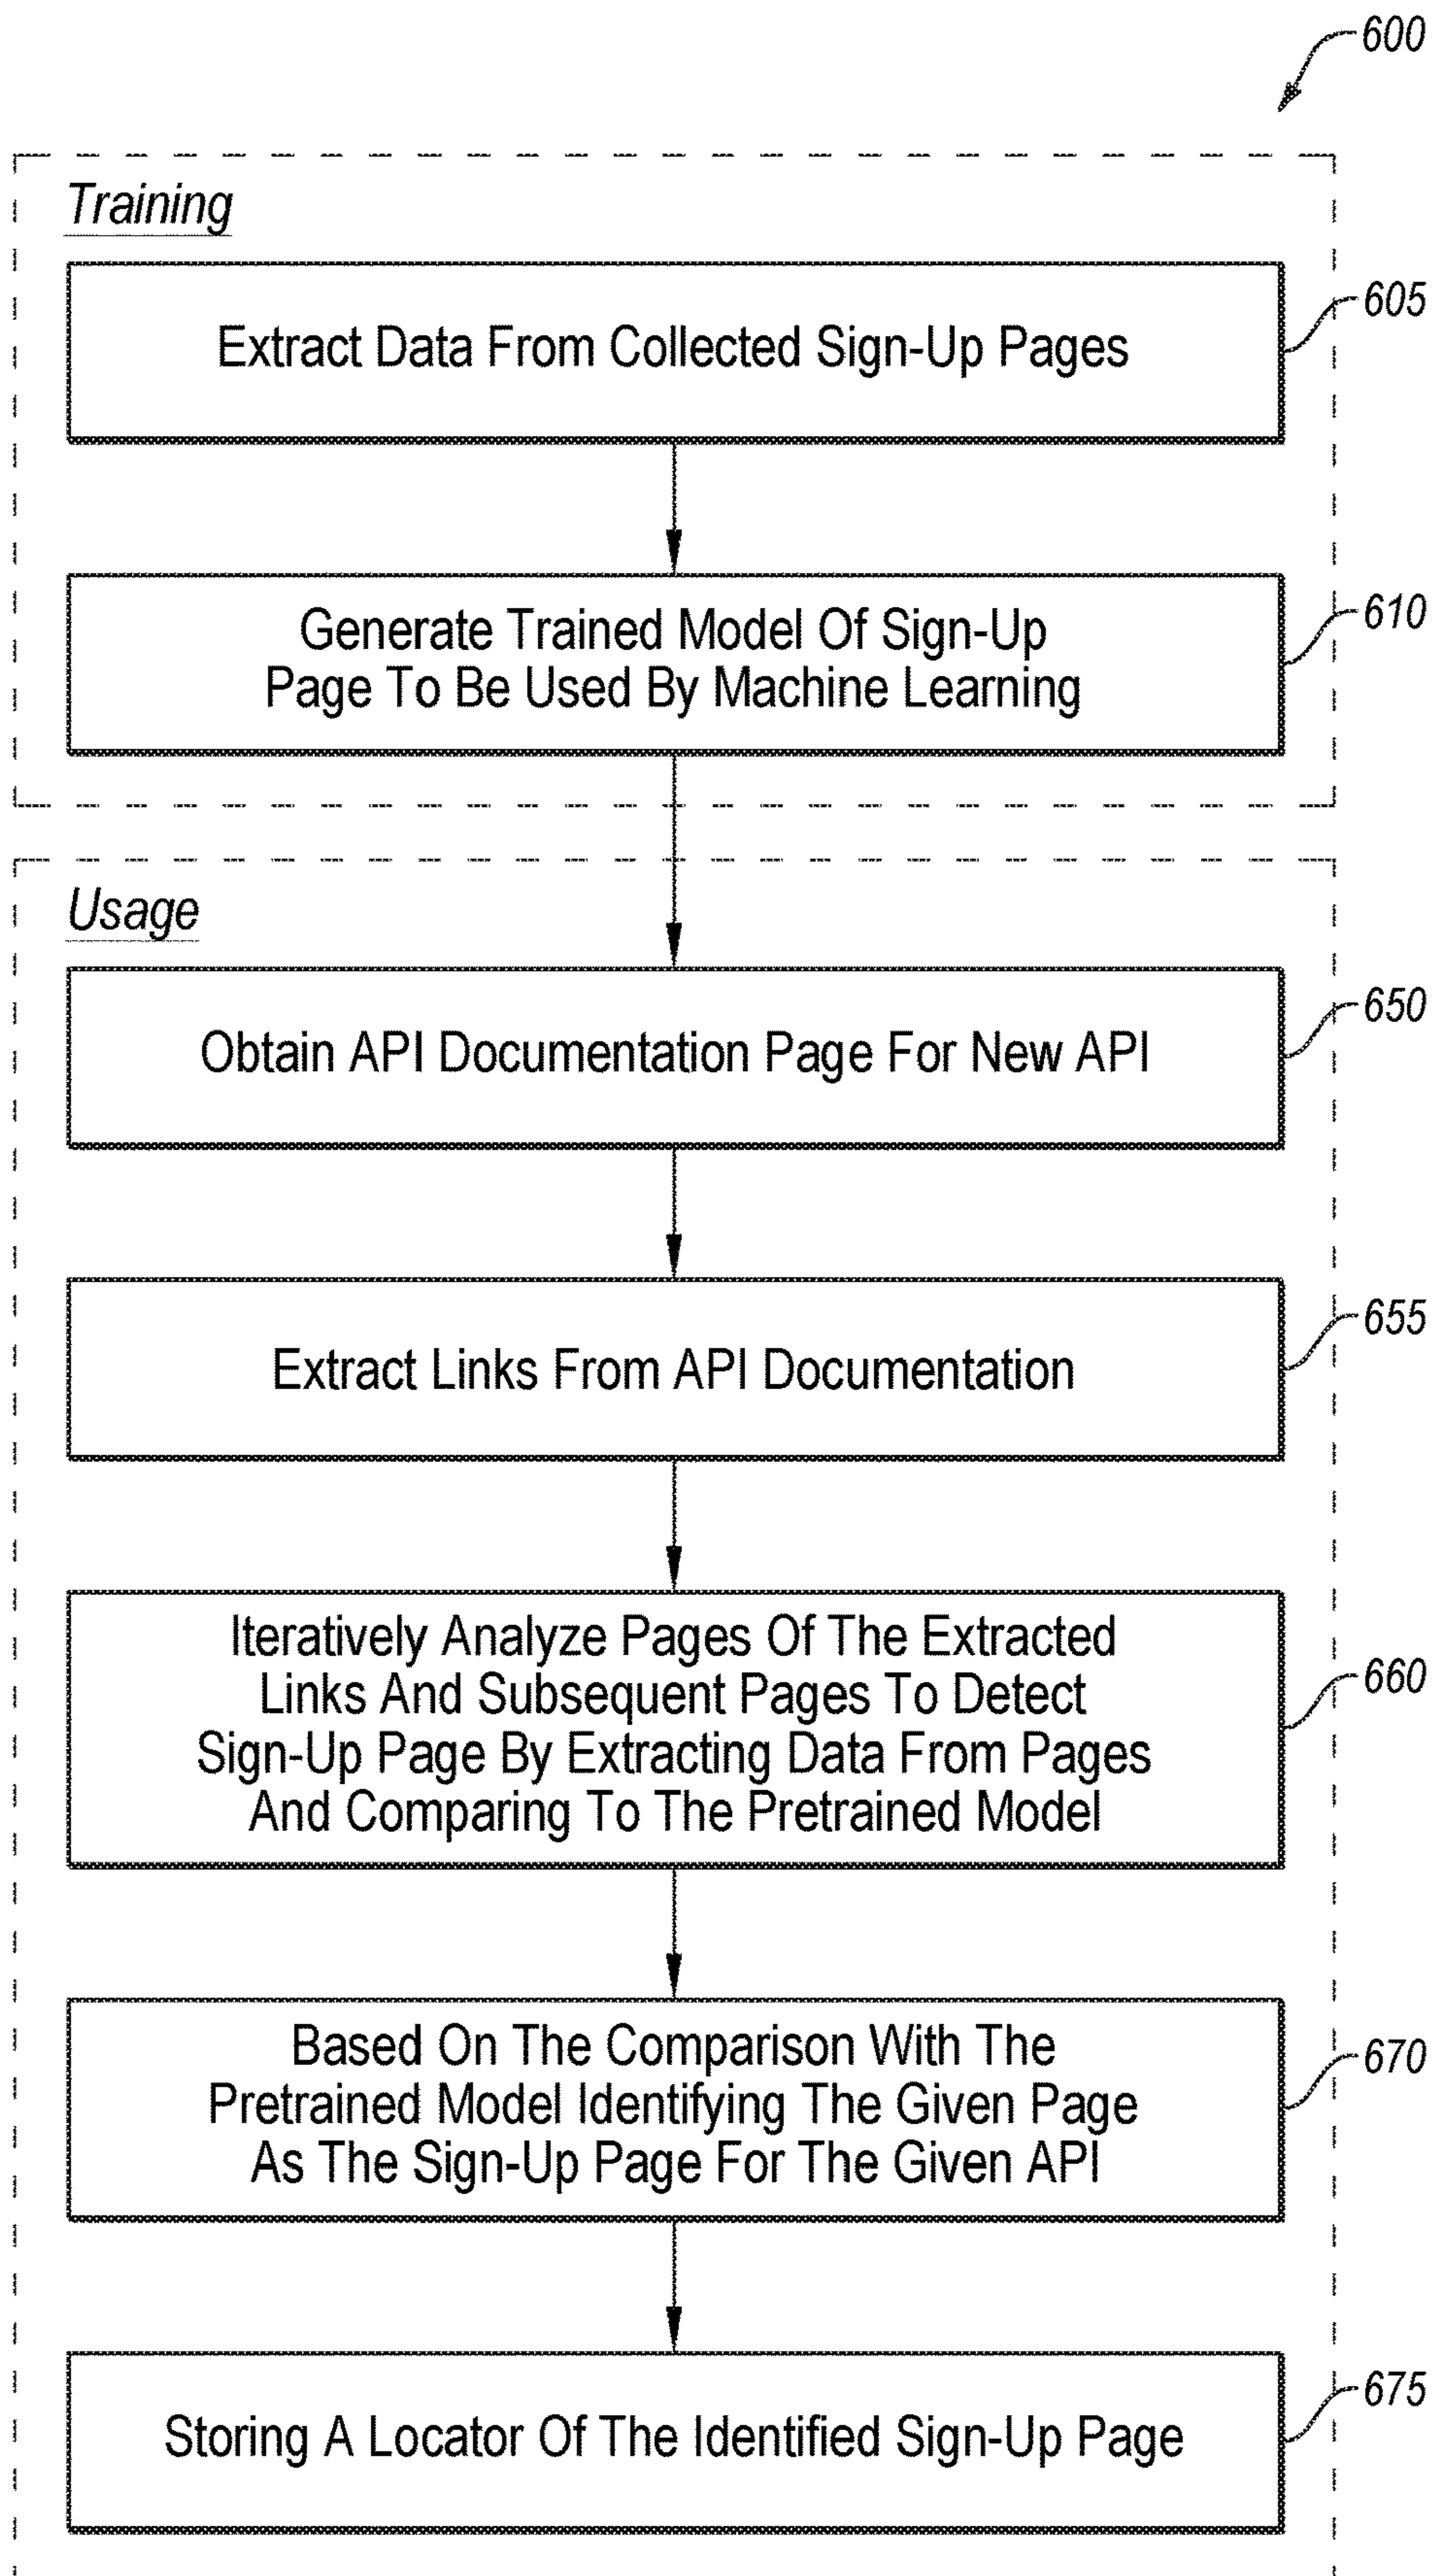 600
Training
Extract Data From Collected Sign-Up Pages
605
Generate Trained Model Of Sign-Up
Page To Be Used By Machine Learning
610
Usage
Obtain API Documentation Page For New API
650
Extract Links From API Documentation
655
Iteratively Analyze Pages Of The Extracted
Links And Subsequent Pages To Detect
Sign-Up Page By Extracting Data From Pages
And Comparing To The Pretrained Model
660
Based On The Comparison With The
Pretrained Model Identifying The Given Page
As The Sign-Up Page For The Given API
670
Storing A Locator Of The Identified Sign-Up Page
675